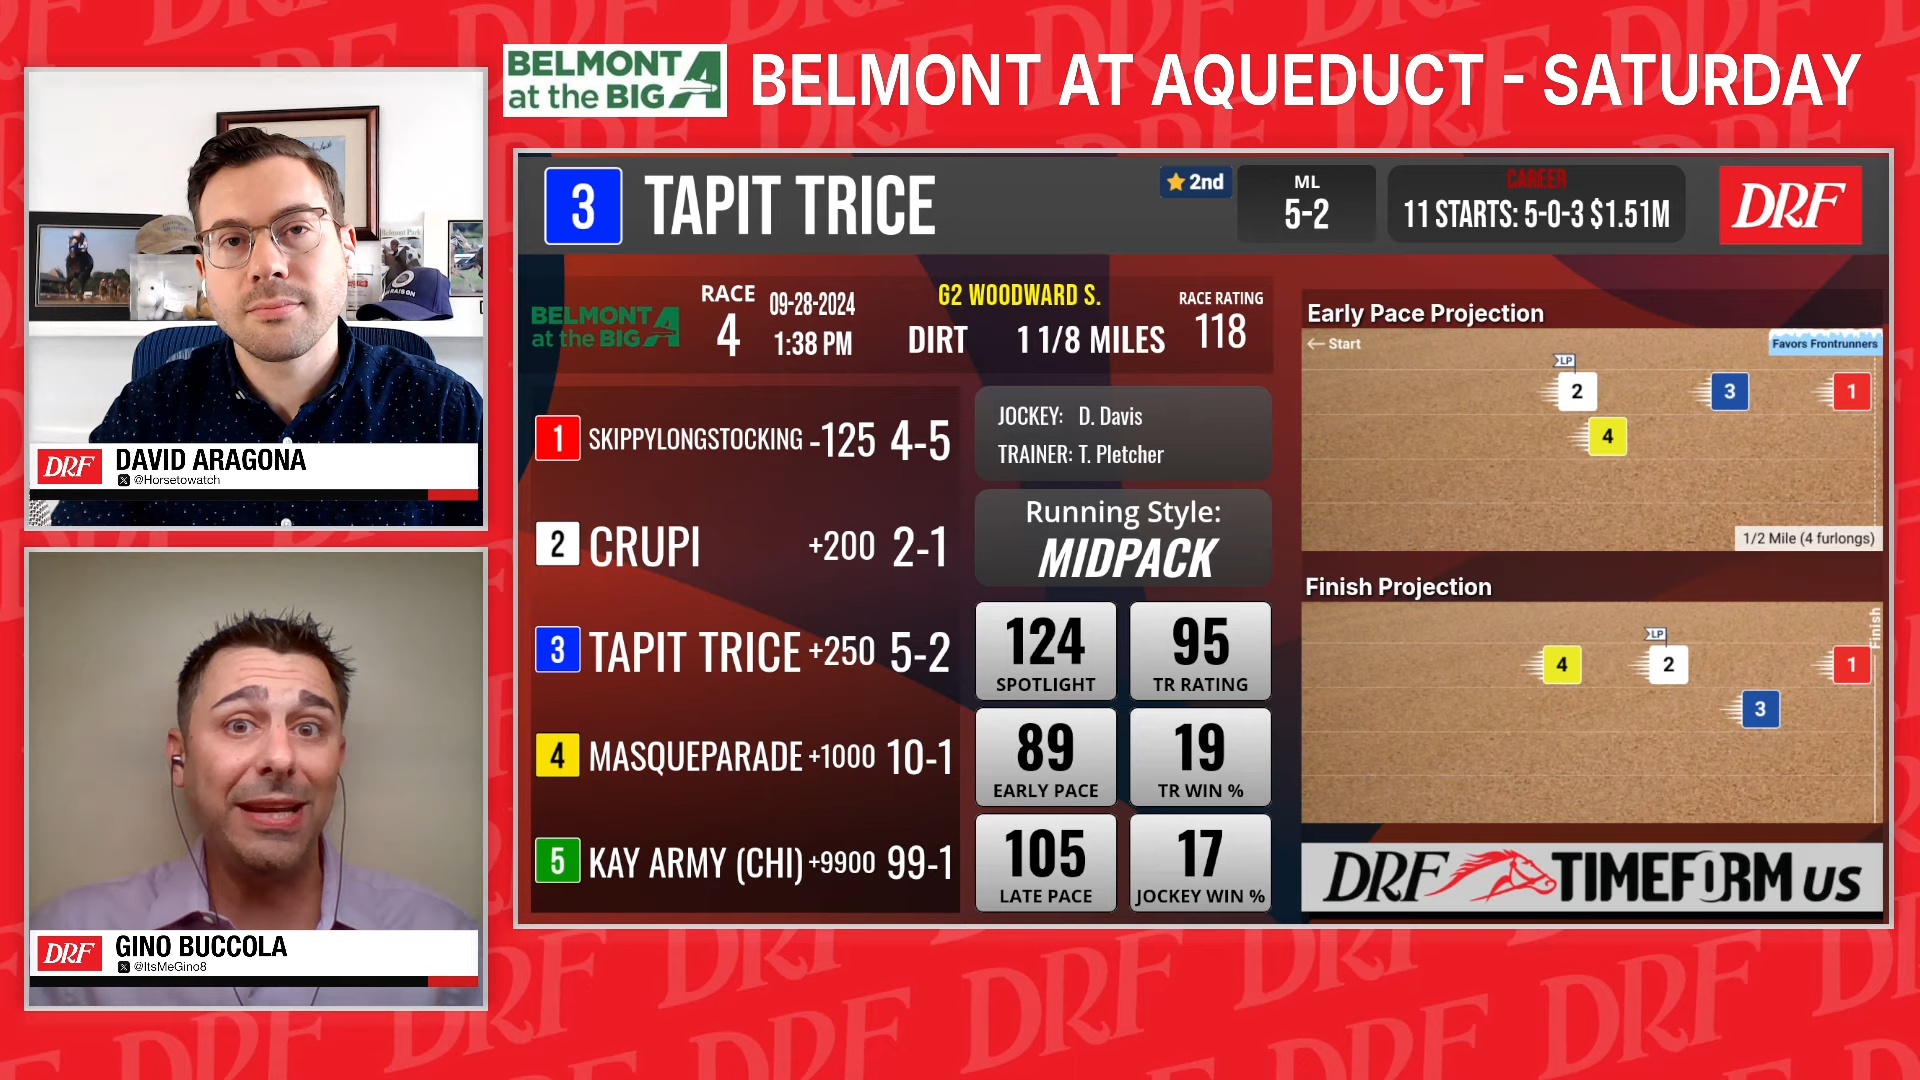 BELMONT
at the BIG A
BELMONT AT AQUEDUCT - SATURDAY
DRF
DAVID ARAGONA
@Horsetowatch
DRF
GINO BUCCOLA
@ItsMeGino8
3
TAPIT TRICE
2nd
ML
5-2
CAREER
11 STARTS: 5-0-3 $1.51M
DRF
BELMONT
at the BIG A
RACE
4
09-28-2024
1:38 PM
G2 WOODWARD S.
DIRT 1 1/8 MILES
RACE RATING
118
1 SKIPPYLONGSTOCKING -125 4-5
2 CRUPI +200 2-1
3 TAPIT TRICE +250 5-2
4 MASQUEPARADE +1000 10-1
5 KAY ARMY (CHI) +9900 99-1
JOCKEY: D. Davis
TRAINER: T. Pletcher
Running Style:
MIDPACK
124
SPOTLIGHT
95
TR RATING
89
EARLY PACE
19
TR WIN %
105
LATE PACE
17
JOCKEY WIN %
Early Pace Projection
← Start
Favors Frontrunners
LP
2
3
1
4
1/2 Mile (4 furlongs)
Finish Projection
Finish
LP
4
2
1
3
DRF TIMEFORM US